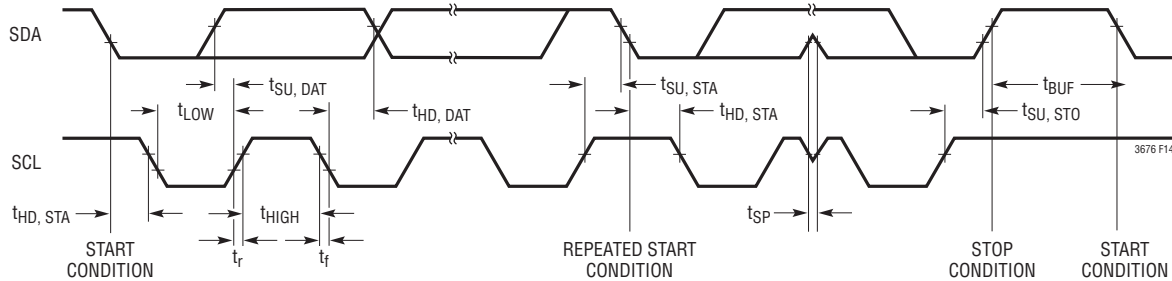 SDA
tSU, DAT
tSU, STA
tBUF
tLOW
tHD, DAT
tHD, STA
tSU, STO
SCL
3676 F14
tHD, STA
tHIGH
tSP
tr
tf
START
CONDITION
REPEATED START
CONDITION
STOP
CONDITION
START
CONDITION